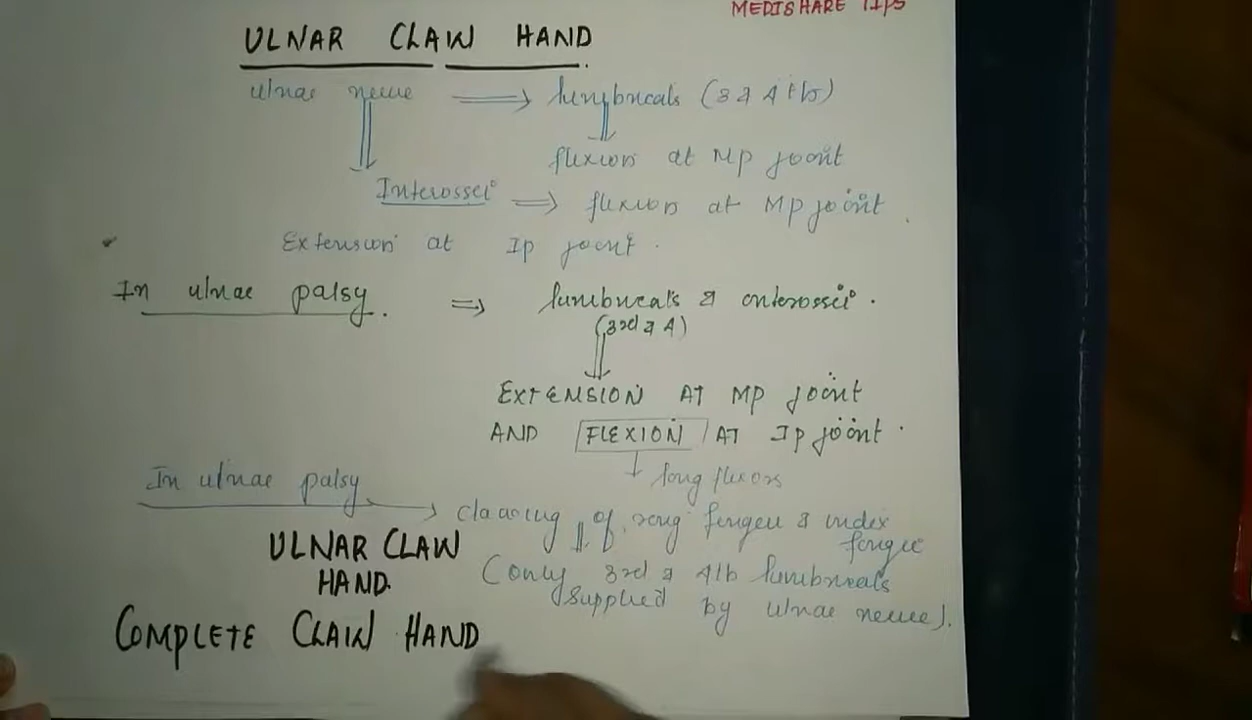 MEDISHARE TIPS
ULNAR CLAW HAND.
ulnar nerve ⟹ lumbricals (3 & 4th)
flexion at Mp joint
Interossei ⟹ flexion at Mp joint.
Extension at Ip joint.
In ulnar palsy. ⟹ lumbricals & interossei.
(3rd & 4)
EXTENSION AT MP joint
AND FLEXION AT Ip joint.
↓ long flexors
In ulnar palsy → clawing of ring finger & index
finger
ULNAR CLAW
HAND.
(only 3rd & 4th lumbricals
supplied by ulnar nerve).
COMPLETE CLAW HAND